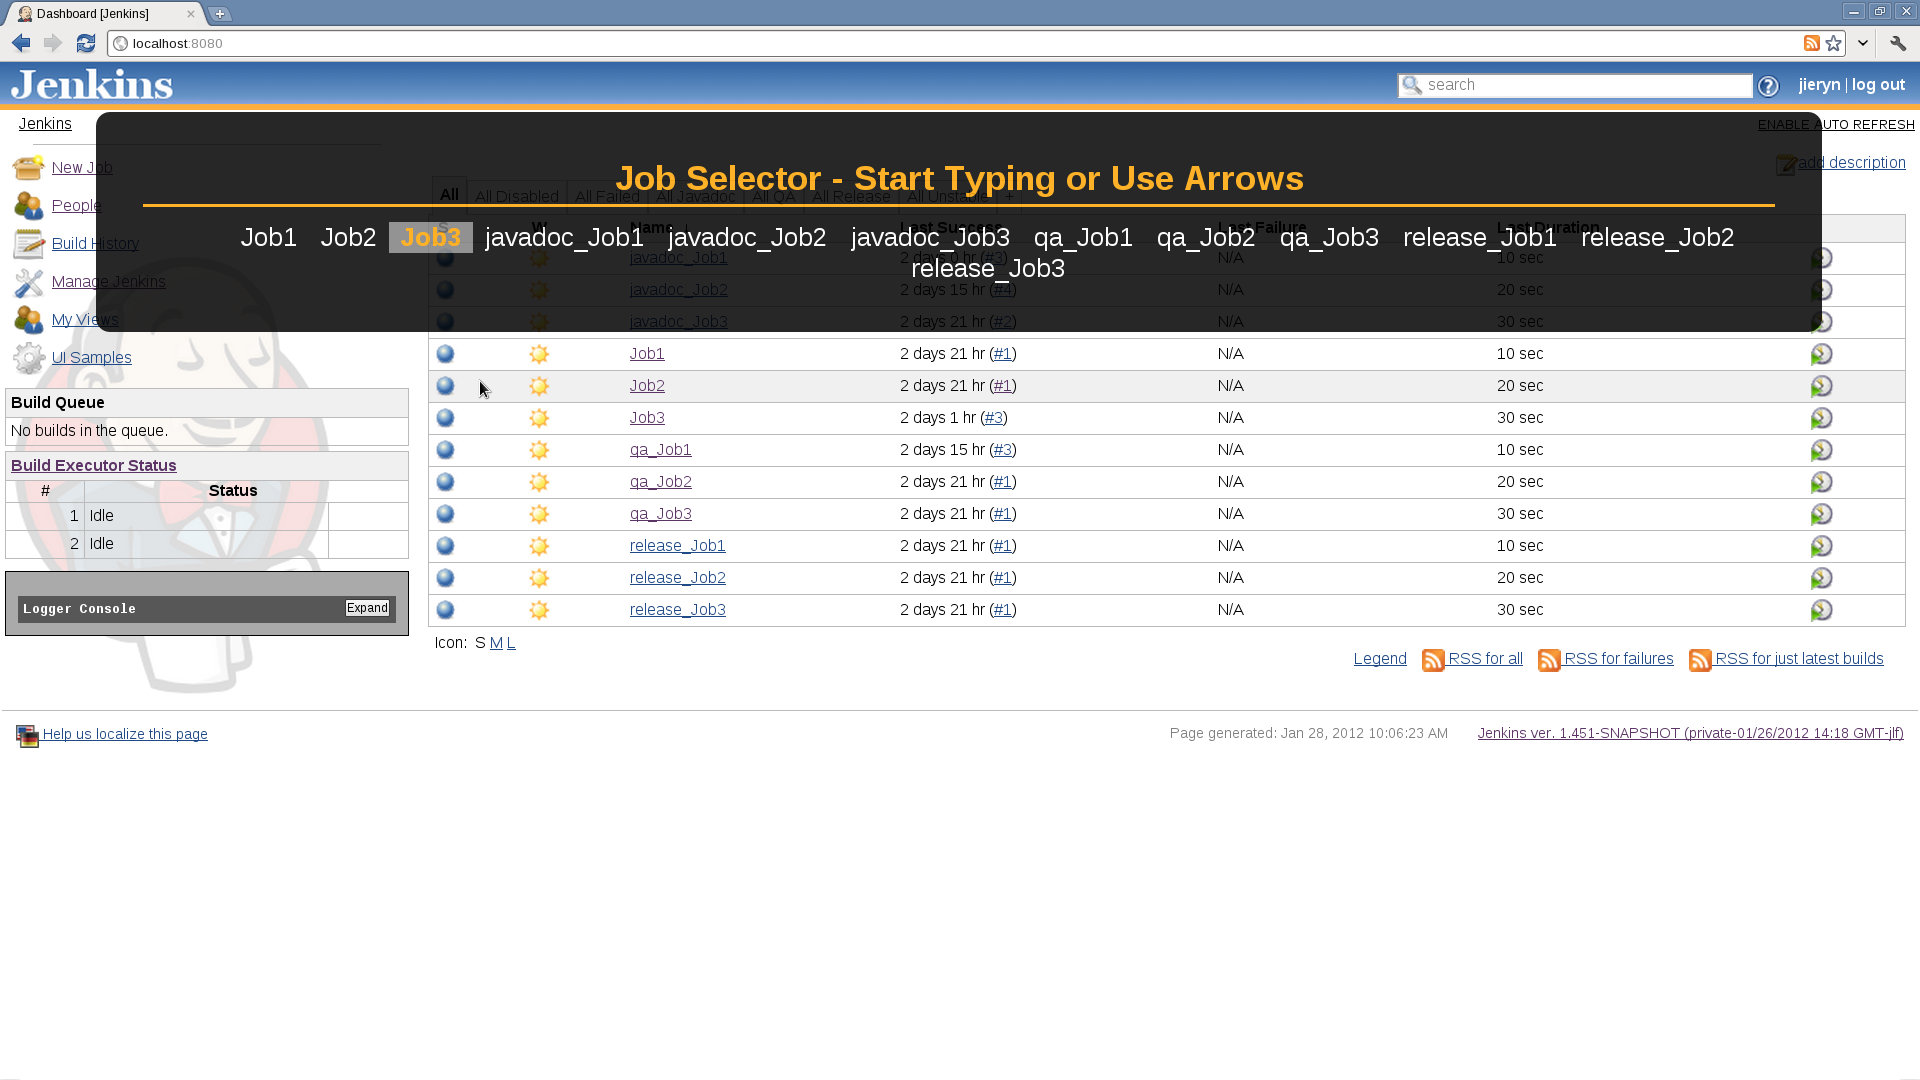 Dashboard [Jenkins]
localhost:8080
Jenkins
search
jieryn | log out
Jenkins
ENABLE AUTO REFRESH
New Job
People
Build History
Manage Jenkins
My Views
UI Samples
add description
Job Selector - Start Typing or Use Arrows
All All Disabled All Failed All Javadoc All QA All Release All Unstable +
Job1 Job2 Job3 javadoc_Job1 javadoc_Job2 javadoc_Job3 qa_Job1 qa_Job2 qa_Job3 release_Job1 release_Job2
release_Job3
S W Name Last Success Last Failure Last Duration
javadoc_Job1 2 days 0 hr (#3) N/A 10 sec
javadoc_Job2 2 days 15 hr (#4) N/A 20 sec
javadoc_Job3 2 days 21 hr (#2) N/A 30 sec
Job1 2 days 21 hr (#1) N/A 10 sec
Job2 2 days 21 hr (#1) N/A 20 sec
Job3 2 days 1 hr (#3) N/A 30 sec
qa_Job1 2 days 15 hr (#3) N/A 10 sec
qa_Job2 2 days 21 hr (#1) N/A 20 sec
qa_Job3 2 days 21 hr (#1) N/A 30 sec
release_Job1 2 days 21 hr (#1) N/A 10 sec
release_Job2 2 days 21 hr (#1) N/A 20 sec
release_Job3 2 days 21 hr (#1) N/A 30 sec
Icon: S M L
Legend RSS for all RSS for failures RSS for just latest builds
Build Queue
No builds in the queue.
Build Executor Status
# Status
1 Idle
2 Idle
Logger Console Expand
Help us localize this page
Page generated: Jan 28, 2012 10:06:23 AM
Jenkins ver. 1.451-SNAPSHOT (private-01/26/2012 14:18 GMT-jlf)